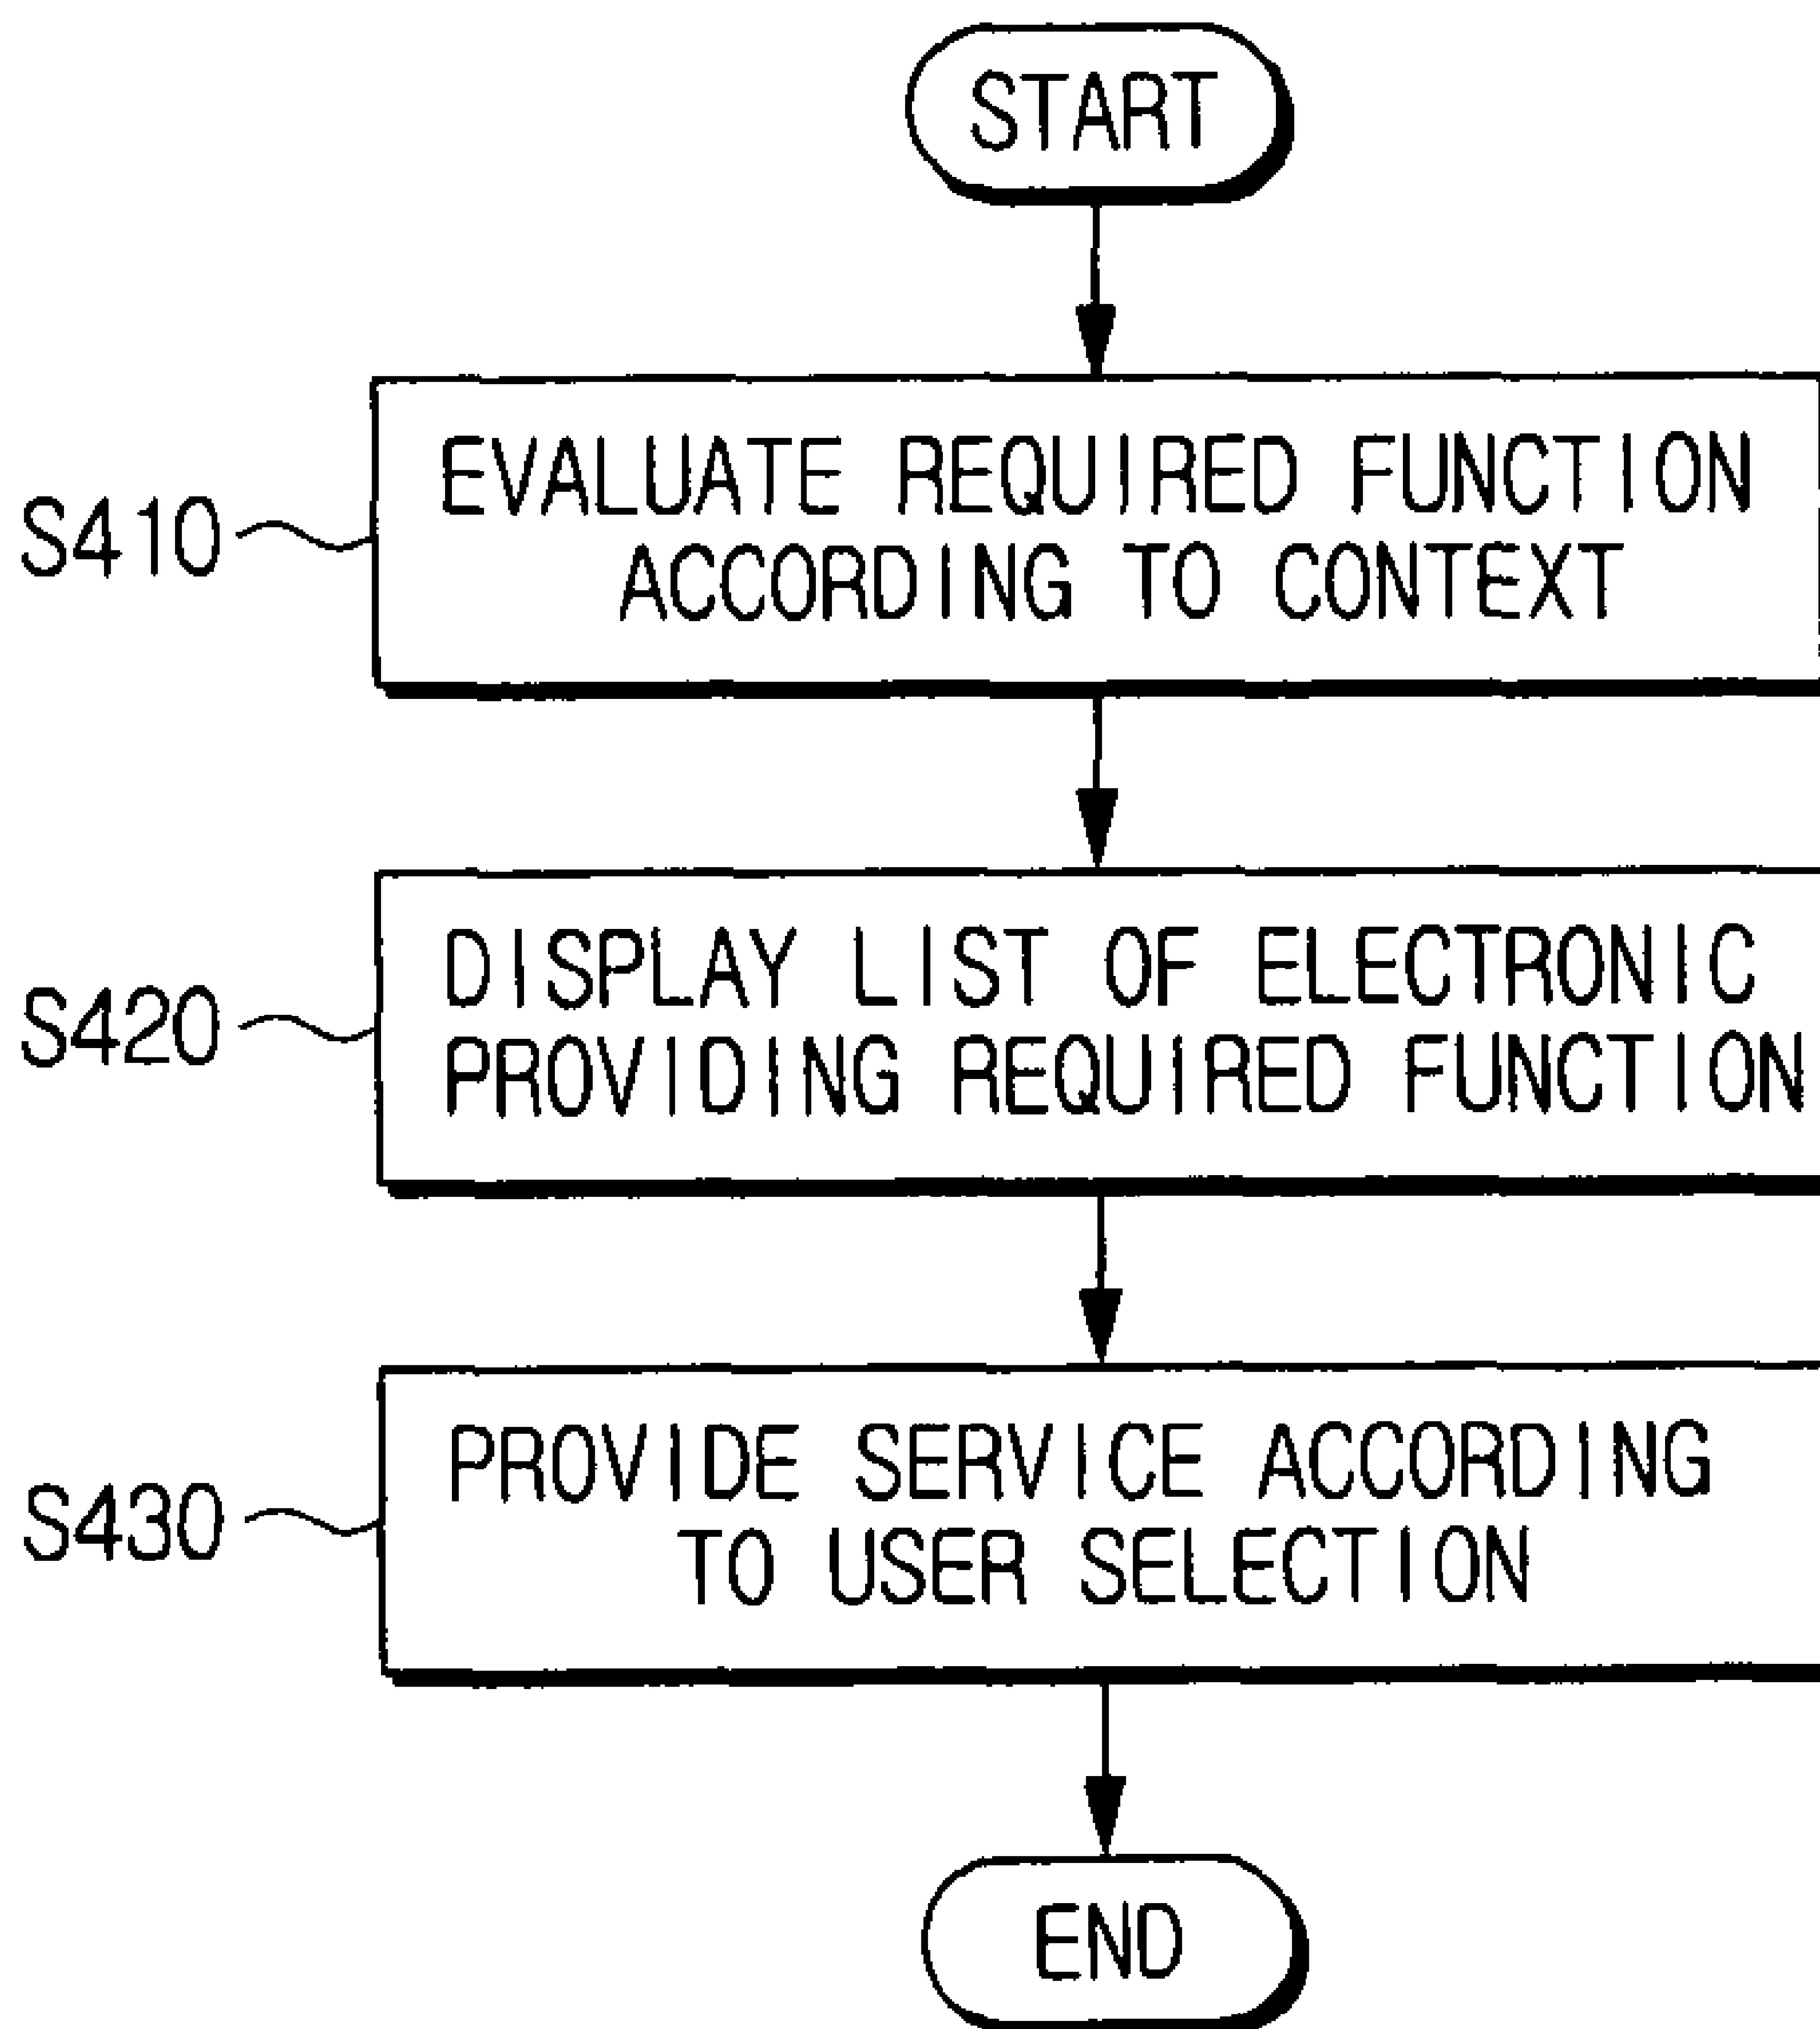 START
S410
EVALUATE REQUIRED FUNCTION
ACCORDING TO CONTEXT
S420
DISPLAY LIST OF ELECTRONIC
PROVIDING REQUIRED FUNCTION
S430
PROVIDE SERVICE ACCORDING
TO USER SELECTION
END